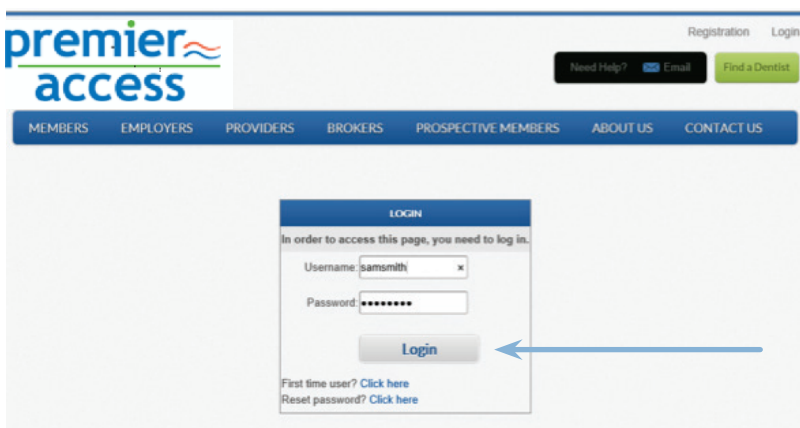 premier
access
Registration Login
Need Help? Email Find a Dentist
MEMBERS EMPLOYERS PROVIDERS BROKERS PROSPECTIVE MEMBERS ABOUT US CONTACT US
LOGIN
In order to access this page, you need to log in.
Username: samsmith ×
Password: ••••••••
Login
First time user? Click here
Reset password? Click here